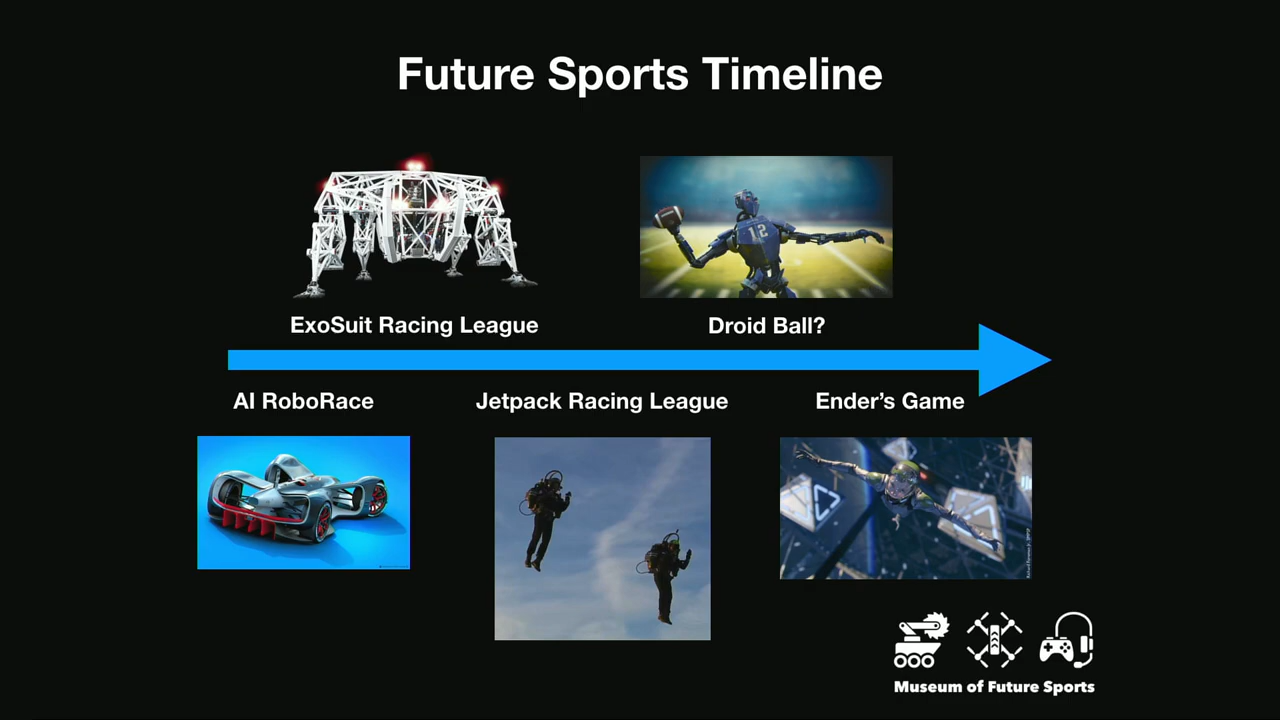 Future Sports Timeline
12
ExoSuit Racing League
Droid Ball?
AI RoboRace
Jetpack Racing League
Ender's Game
Museum of Future Sports